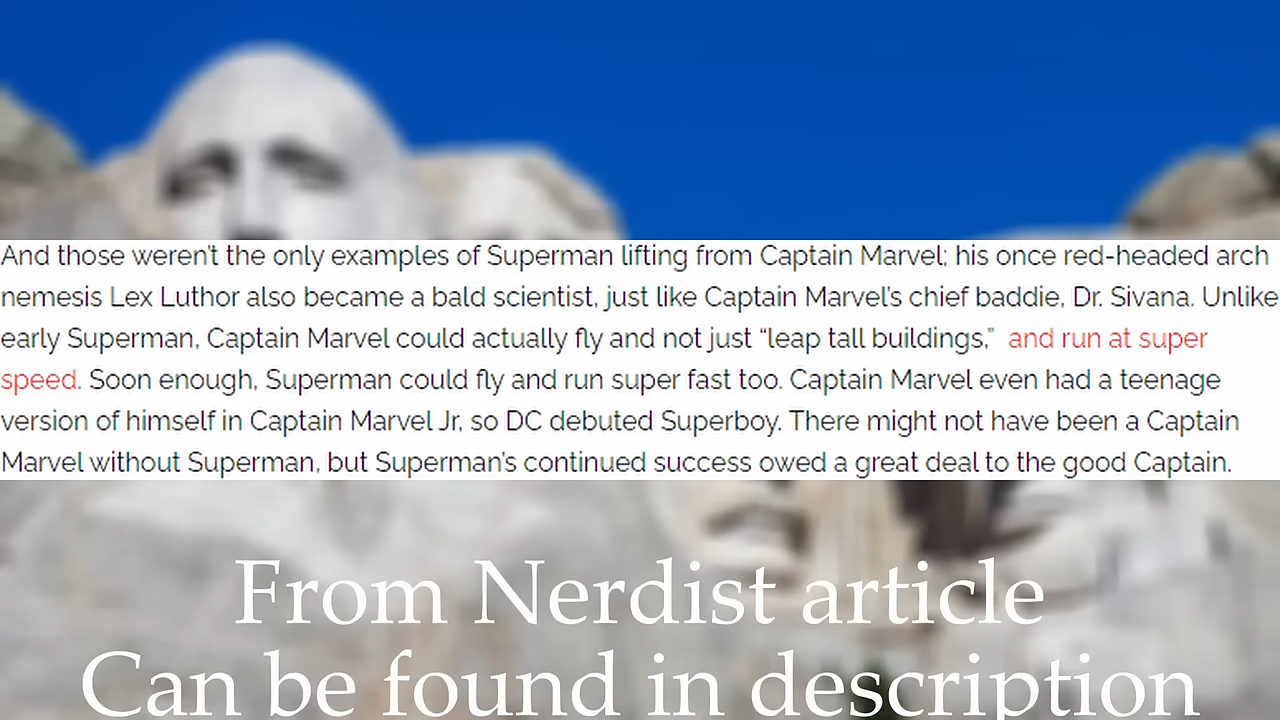 And those weren't the only examples of Superman lifting from Captain Marvel; his once red-headed arch
nemesis Lex Luthor also became a bald scientist, just like Captain Marvel's chief baddie, Dr. Sivana. Unlike
early Superman, Captain Marvel could actually fly and not just “leap tall buildings,” and run at super
speed. Soon enough, Superman could fly and run super fast too. Captain Marvel even had a teenage
version of himself in Captain Marvel Jr, so DC debuted Superboy. There might not have been a Captain
Marvel without Superman, but Superman's continued success owed a great deal to the good Captain.
From Nerdist article
Can be found in description